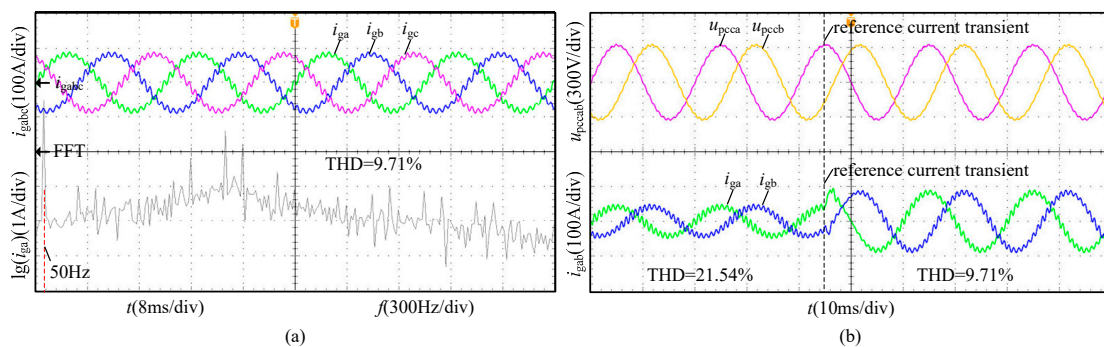 T
i_ga i_gb i_gc
i_gabc
i_gabc(100A/div)
FFT
THD=9.71%
lg(i_ga)(1A/div)
50Hz
t(8ms/div)
f(300Hz/div)
(a)
T
u_pcca u_pccb
reference current transient
u_pccab(300V/div)
reference current transient
i_ga i_gb
i_gab(100A/div)
THD=21.54%
THD=9.71%
t(10ms/div)
(b)